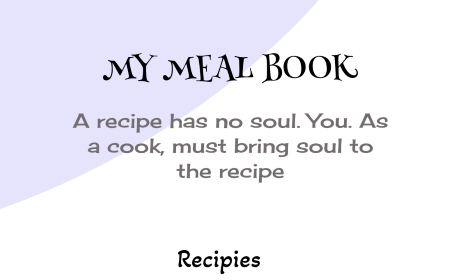 MY MEAL BOOK
A recipe has no soul. You. As
a cook, must bring soul to
the recipe
Recipies